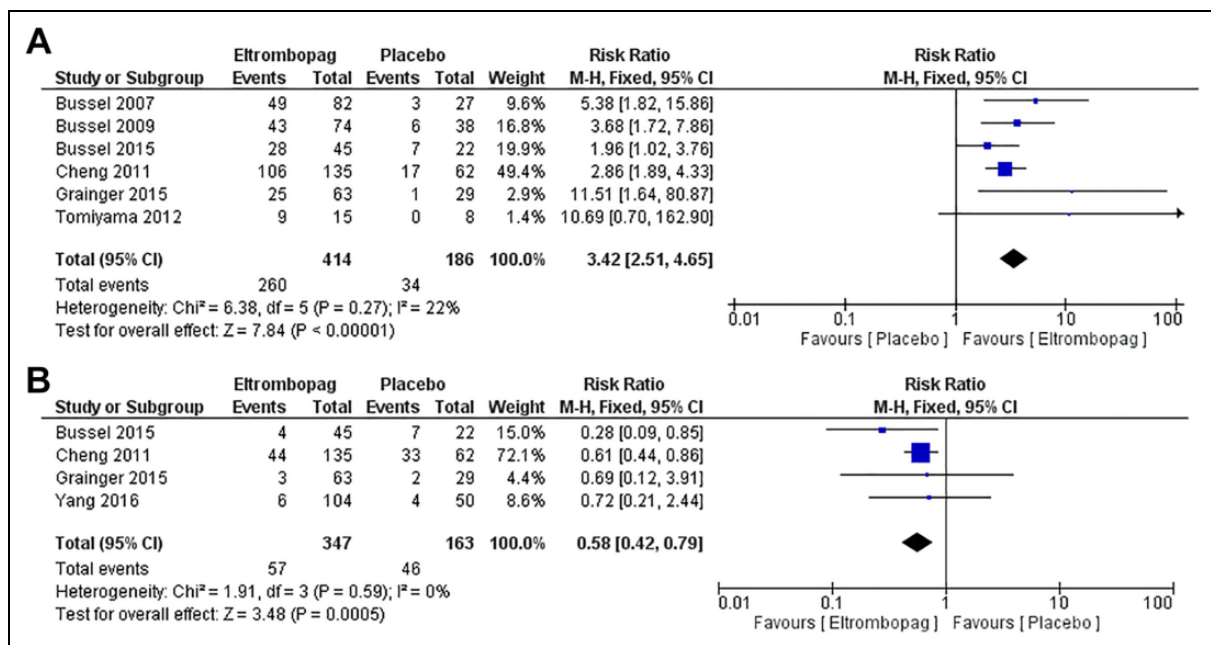 A
Eltrombopag Placebo Risk Ratio Risk Ratio
Study or Subgroup Events Total Events Total Weight M-H, Fixed, 95% CI M-H, Fixed, 95% CI
Bussel 2007 49 82 3 27 9.6% 5.38 [1.82, 15.86]
Bussel 2009 43 74 6 38 16.8% 3.68 [1.72, 7.86]
Bussel 2015 28 45 7 22 19.9% 1.96 [1.02, 3.76]
Cheng 2011 106 135 17 62 49.4% 2.86 [1.89, 4.33]
Grainger 2015 25 63 1 29 2.9% 11.51 [1.64, 80.87]
Tomiyama 2012 9 15 0 8 1.4% 10.69 [0.70, 162.90]
Total (95% CI) 414 186 100.0% 3.42 [2.51, 4.65]
Total events 260 34
Heterogeneity: Chi² = 6.38, df = 5 (P = 0.27); I² = 22%
Test for overall effect: Z = 7.84 (P < 0.00001)
0.01 0.1 1 10 100
Favours [Placebo] Favours [Eltrombopag]
B
Eltrombopag Placebo Risk Ratio Risk Ratio
Study or Subgroup Events Total Events Total Weight M-H, Fixed, 95% CI M-H, Fixed, 95% CI
Bussel 2015 4 45 7 22 15.0% 0.28 [0.09, 0.85]
Cheng 2011 44 135 33 62 72.1% 0.61 [0.44, 0.86]
Grainger 2015 3 63 2 29 4.4% 0.69 [0.12, 3.91]
Yang 2016 6 104 4 50 8.6% 0.72 [0.21, 2.44]
Total (95% CI) 347 163 100.0% 0.58 [0.42, 0.79]
Total events 57 46
Heterogeneity: Chi² = 1.91, df = 3 (P = 0.59); I² = 0%
Test for overall effect: Z = 3.48 (P = 0.0005)
0.01 0.1 1 10 100
Favours [Eltrombopag] Favours [Placebo]